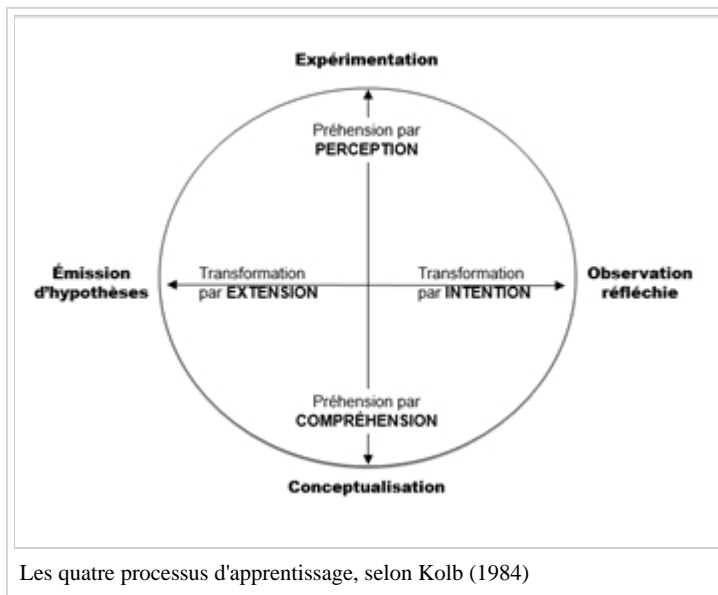 Expérimentation
Préhension par
PERCEPTION
Émission
d'hypothèses
Transformation
par EXTENSION
Transformation
par INTENTION
Observation
réfléchie
Préhension par
COMPRÉHENSION
Conceptualisation
Les quatre processus d'apprentissage, selon Kolb (1984)